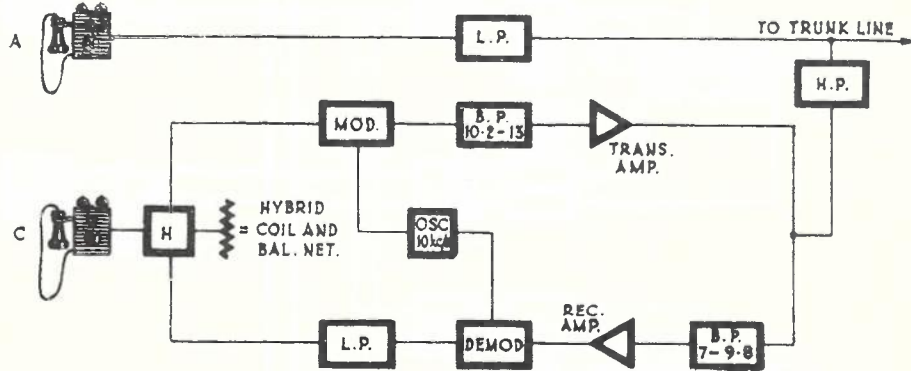 A
L.P.
TO TRUNK LINE
H.P.
MOD.
B.P.
10·2-13
TRANS.
AMP.
C
H
= HYBRID
COIL AND
BAL. NET.
OSC
10kc/s
REC.
AMP.
L.P.
DEMOD
B.P.
7-9·8